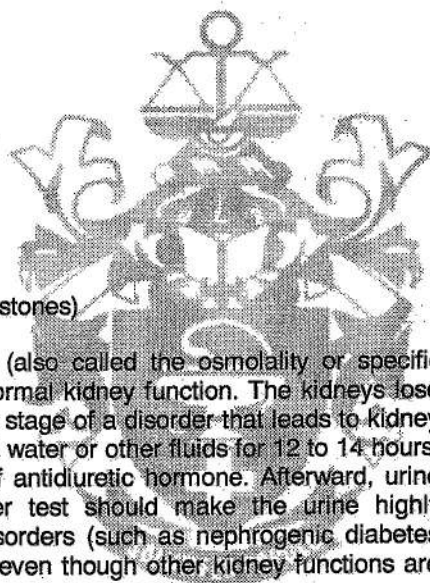 stones)
(also called the osmolality or specific
ormal kidney function. The kidneys lose
stage of a disorder that leads to kidney
water or other fluids for 12 to 14 hours
f antidiuretic hormone. Afterward, urine
er test should make the urine highl
sorders (such as nephrogenic diabetes
even though other kidney functions are